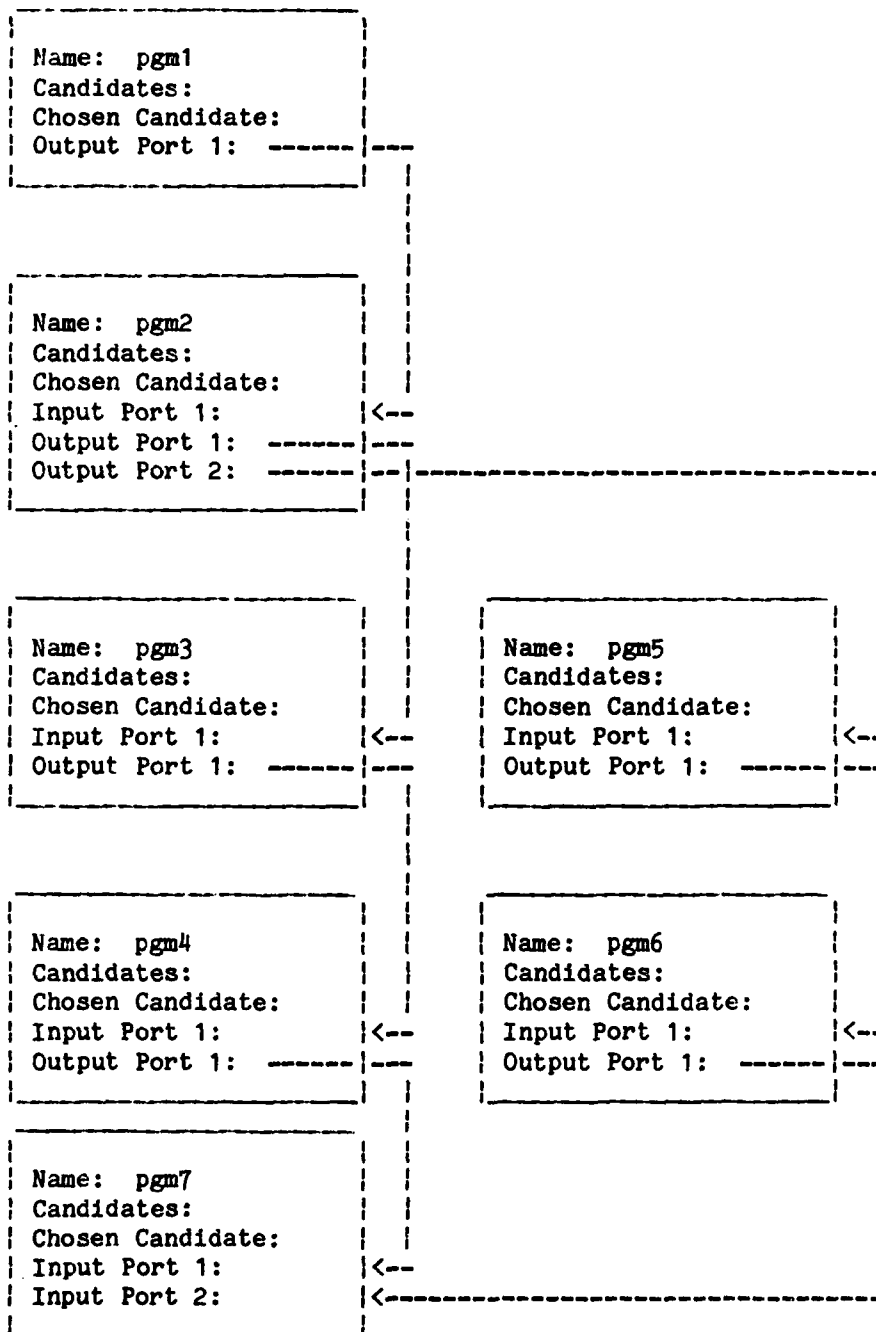 Name: pgm1
Candidates:
Chosen Candidate:
Output Port 1:
Name: pgm2
Candidates:
Chosen Candidate:
Input Port 1:
Output Port 1:
Output Port 2:
Name: pgm3
Candidates:
Chosen Candidate:
Input Port 1:
Output Port 1:
Name: pgm5
Candidates:
Chosen Candidate:
Input Port 1:
Output Port 1:
Name: pgm4
Candidates:
Chosen Candidate:
Input Port 1:
Output Port 1:
Name: pgm6
Candidates:
Chosen Candidate:
Input Port 1:
Output Port 1:
Name: pgm7
Candidates:
Chosen Candidate:
Input Port 1:
Input Port 2: